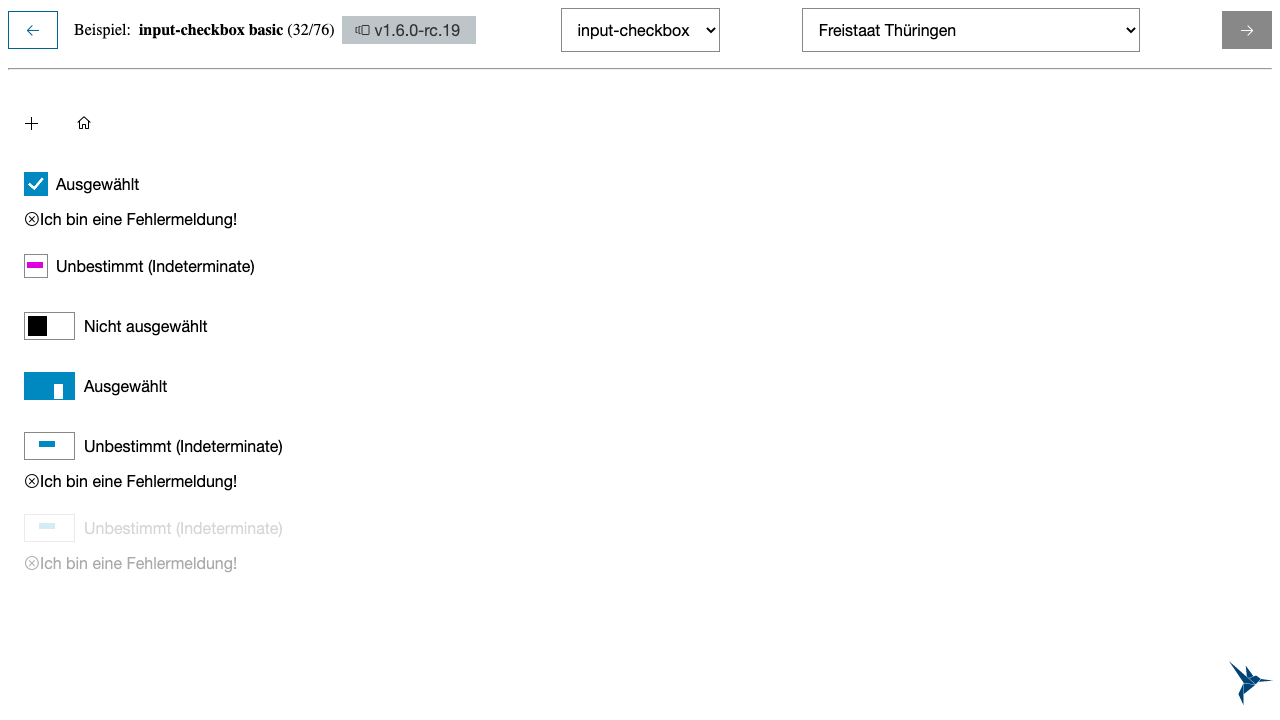 Beispiel: input-checkbox basic (32/76) v1.6.0-rc.19 input-checkbox Freistaat Thüringen
Ausgewählt
Ich bin eine Fehlermeldung!
Unbestimmt (Indeterminate)
Nicht ausgewählt
Ausgewählt
Unbestimmt (Indeterminate)
Ich bin eine Fehlermeldung!
Unbestimmt (Indeterminate)
Ich bin eine Fehlermeldung!